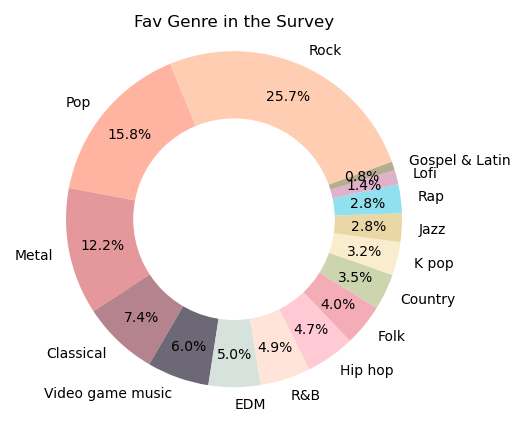 Fav Genre in the Survey
Rock
25.7%
Pop
15.8%
Metal
12.2%
Classical
7.4%
Video game music
6.0%
EDM
5.0%
R&B
4.9%
Hip hop
4.7%
Folk
4.0%
Country
3.5%
K pop
3.2%
Jazz
2.8%
Rap
2.8%
Lofi
1.4%
Gospel & Latin
0.8%